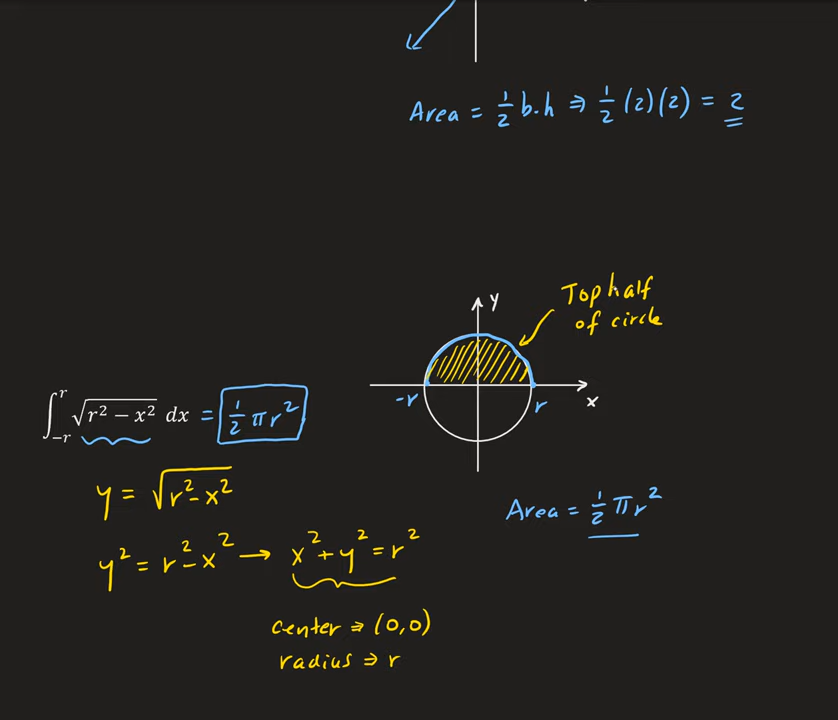 Area = 1/2 b.h ⇒ 1/2 (2)(2) = 2
y
Top half
of circle
-r
r
x
∫_{-r}^{r} √(r² − x²) dx = 1/2 πr²
y = √(r² - x²)
Area = 1/2 πr²
y² = r² - x² → x² + y² = r²
center ⇒ (0,0)
radius ⇒ r